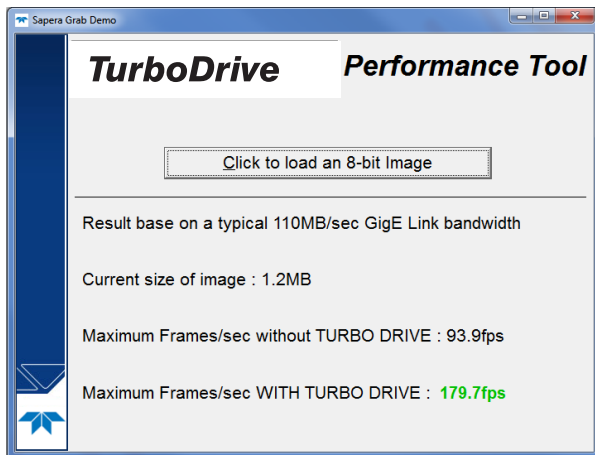 Sapera Grab Demo
TurboDrive Performance Tool
Click to load an 8-bit Image
Result base on a typical 110MB/sec GigE Link bandwidth
Current size of image : 1.2MB
Maximum Frames/sec without TURBO DRIVE : 93.9fps
Maximum Frames/sec WITH TURBO DRIVE : 179.7fps